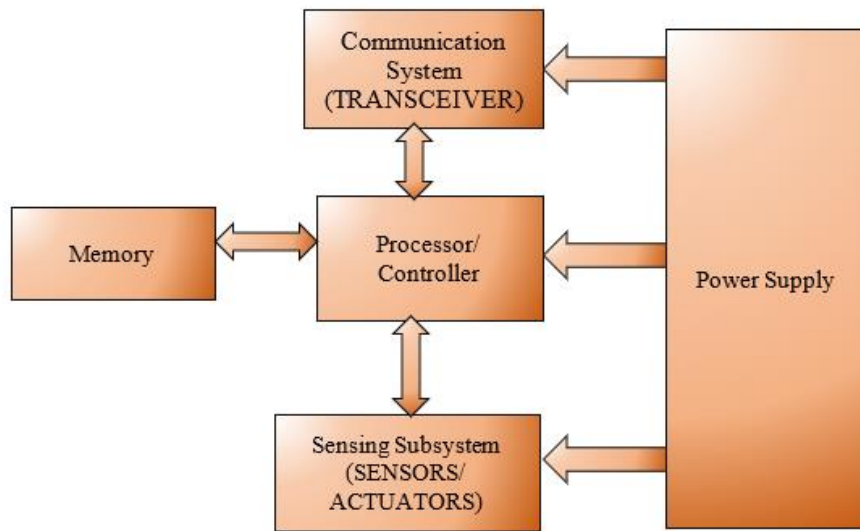 Communication
System
(TRANSCEIVER)
Memory
Processor/
Controller
Power Supply
Sensing Subsystem
(SENSORS/
ACTUATORS)